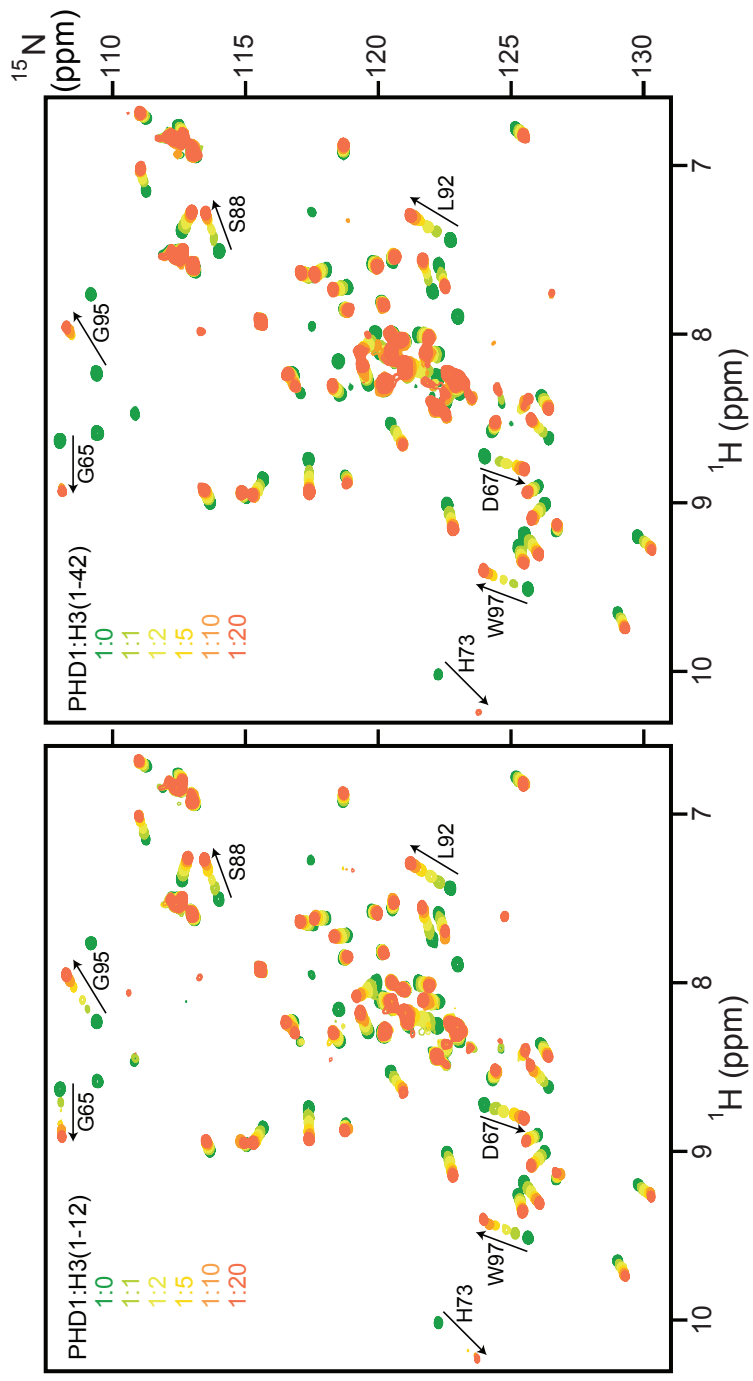 15N
(ppm)
110
115
120
125
130
PHD1:H3(1-12)
1:0
1:1
1:2
1:5
1:10
1:20
G65
G95
S88
L92
D67
W97
H73
10
9
8
7
1H (ppm)
PHD1:H3(1-42)
1:0
1:1
1:2
1:5
1:10
1:20
G65
G95
S88
L92
D67
W97
H73
10
9
8
7
1H (ppm)